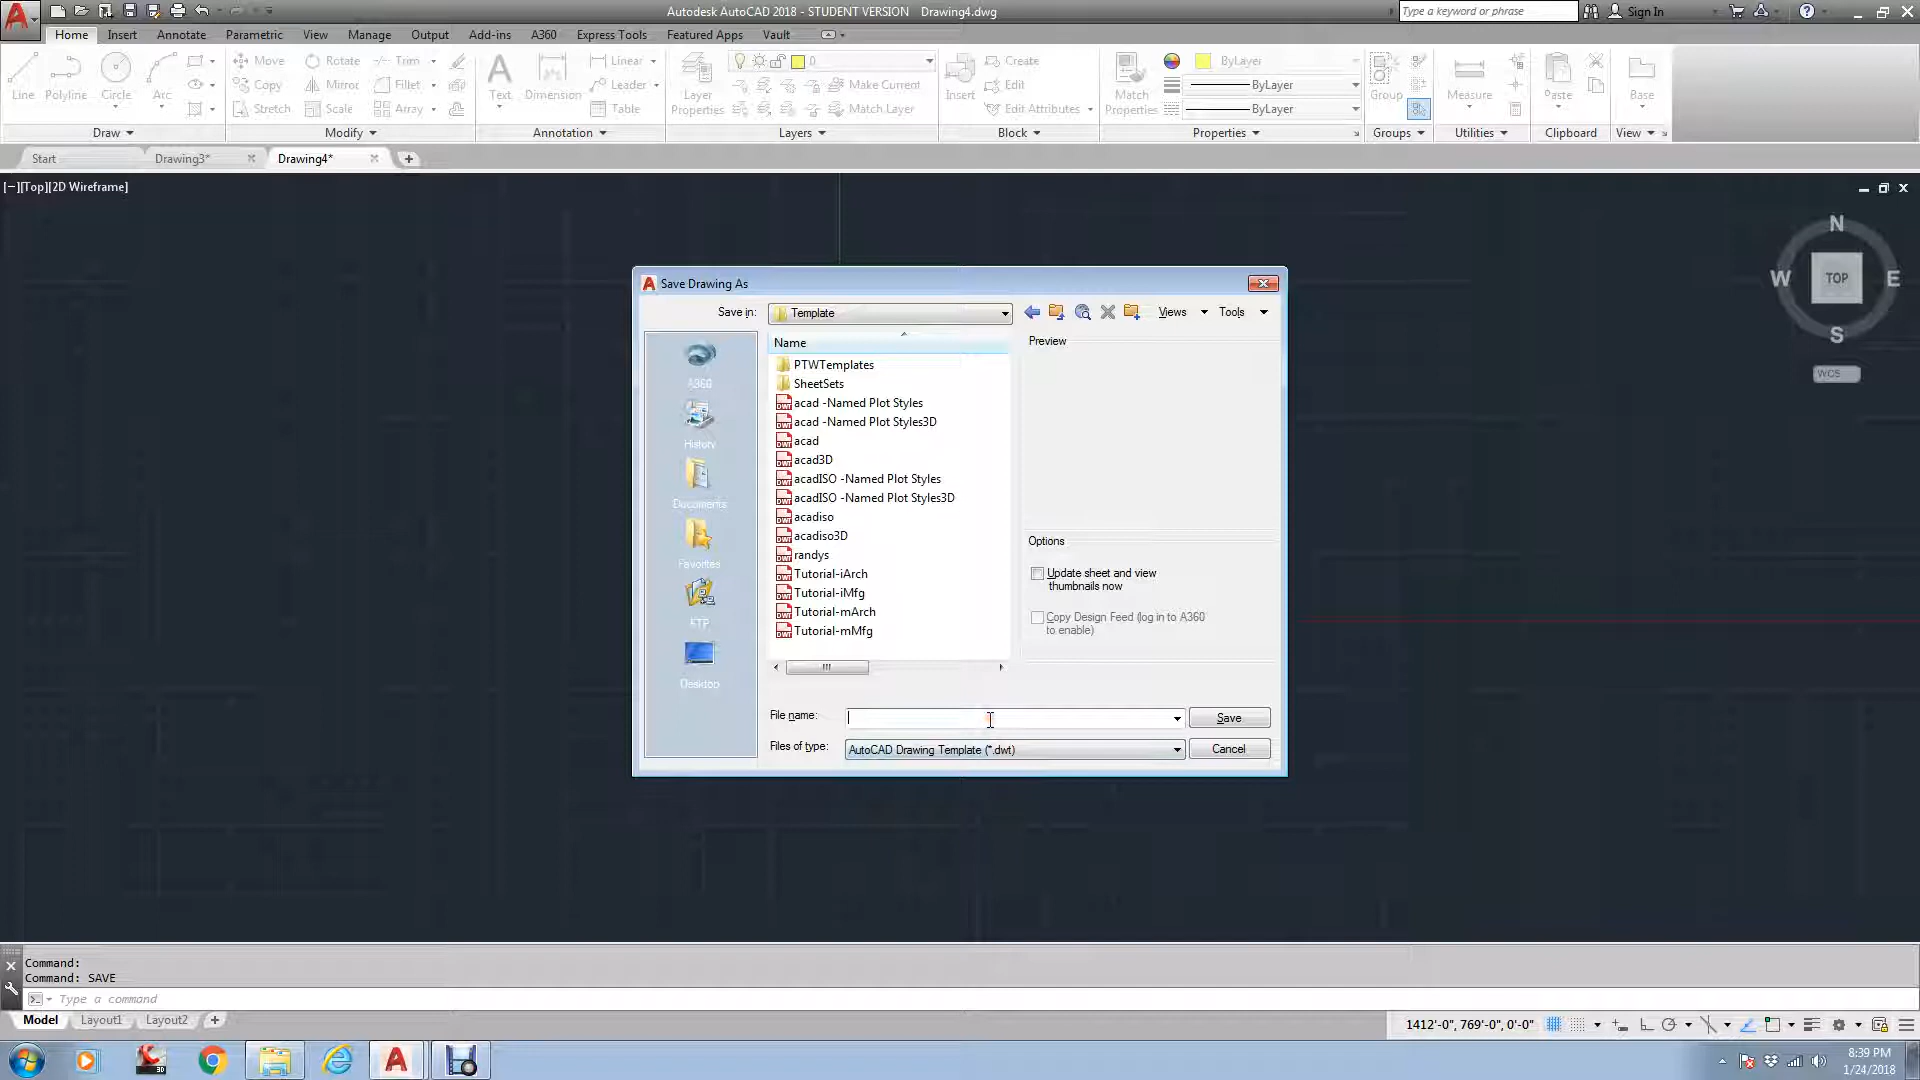 Autodesk AutoCAD 2018 - STUDENT VERSION Drawing4.dwg
Type a keyword or phrase
Sign In
Home Insert Annotate Parametric View Manage Output Add-ins A360 Express Tools Featured Apps Vault
Line Polyline Circle Arc
Move Rotate Trim
Copy Mirror Fillet
Stretch Scale Array
Text Dimension
Linear
Leader
Table
Layer Properties
0
Make Current
Match Layer
Insert
Create
Edit
Edit Attributes
Match Properties
ByLayer
ByLayer
ByLayer
Group Measure Paste Base
Draw Modify Annotation Layers Block Properties Groups Utilities Clipboard View
Start Drawing3* Drawing4*
[−][Top][2D Wireframe]
N
W TOP E
S
WCS
Save Drawing As
Save in: Template Views Tools
Name
Preview
PTWTemplates
SheetSets
acad -Named Plot Styles
acad -Named Plot Styles3D
acad
acad3D
acadISO -Named Plot Styles
acadISO -Named Plot Styles3D
acadiso
acadiso3D
randys
Tutorial-iArch
Tutorial-iMfg
Tutorial-mArch
Tutorial-mMfg
A360
History
Documents
Favorites
FTP
Desktop
Options
Update sheet and view
thumbnails now
Copy Design Feed (log in to A360
to enable)
File name: Save
Files of type: AutoCAD Drawing Template (*.dwt) Cancel
Command:
Command: SAVE
Type a command
Model Layout1 Layout2
1412'-0", 769'-0", 0'-0"
8:39 PM
1/24/2018